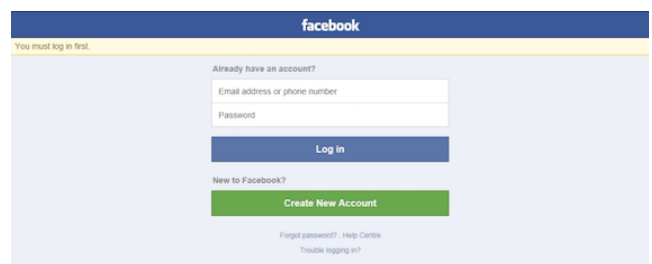 facebook
You must log in first.
Already have an account?
Email address or phone number
Password
Log in
New to Facebook?
Create New Account
Forgot password? . Help Centre
Trouble logging in?